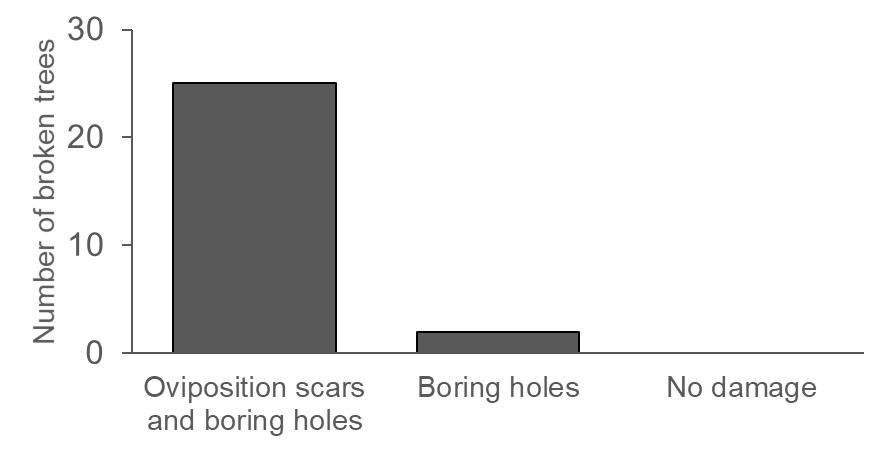 Number of broken trees
30
20
10
0
Oviposition scars
and boring holes
Boring holes
No damage